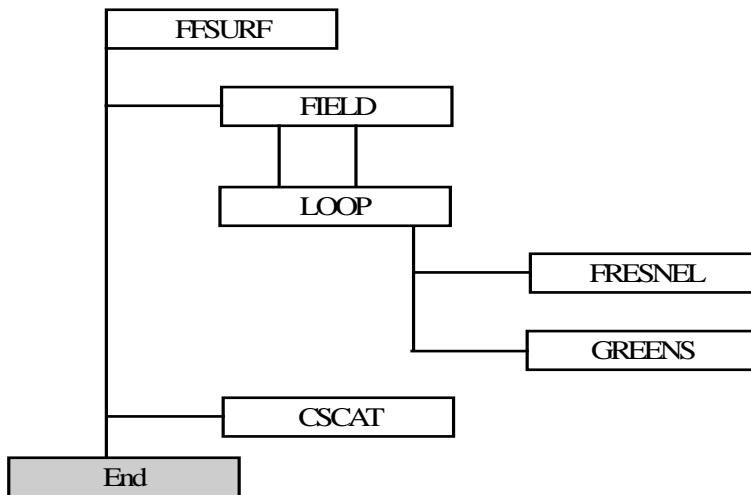 FFSURF
FIELD
LOOP
FRESNEL
GREENS
CSCAT
End